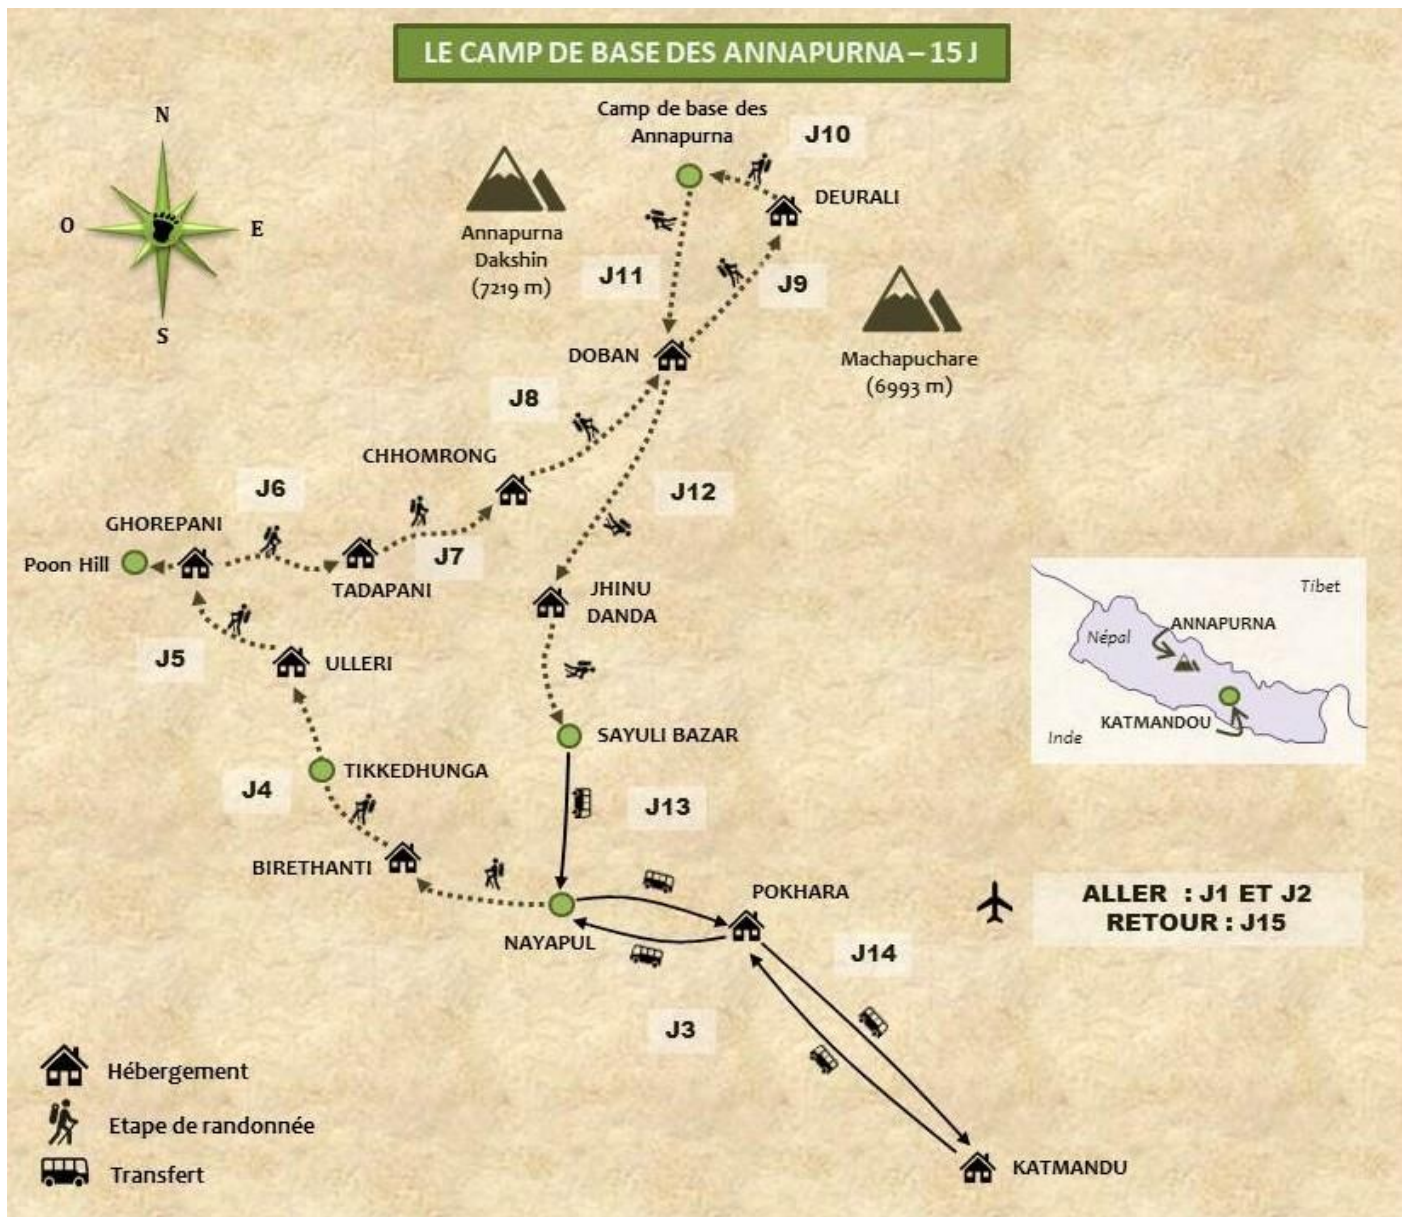 LE CAMP DE BASE DES ANNAPURNA – 15 J
N
O
E
S
Camp de base des
Annapurna
J10
DEURALI
Annapurna
Dakshin
(7219 m)
J11
J9
Machapuchare
(6993 m)
DOBAN
J8
CHHOMRONG
J6
J12
GHOREPANI
Poon Hill
J7
TADAPANI
JHINU
DANDA
J5
ULLERI
Tibet
Népal
ANNAPURNA
KATMANDOU
Inde
SAYULI BAZAR
TIKKEDHUNGA
J4
J13
BIRETHANTI
POKHARA
NAYAPUL
ALLER : J1 ET J2
RETOUR : J15
J14
J3
Hébergement
Etape de randonnée
Transfert
KATMANDU